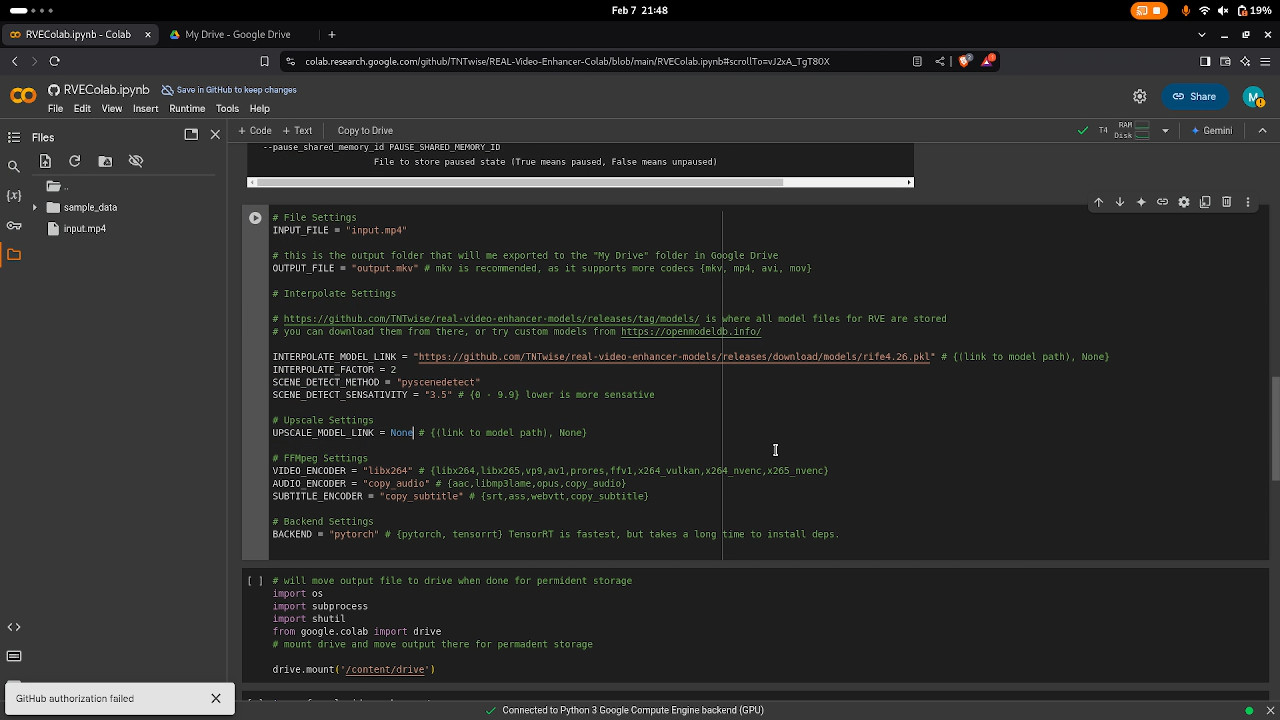 Feb 7 21:48
19%
RVEColab.ipynb - Colab
My Drive - Google Drive
colab.research.google.com/github/TNTwise/REAL-Video-Enhancer-Colab/blob/main/RVEColab.ipynb#scrollTo=vJ2xA_TgT80X
RVEColab.ipynb
Save in GitHub to keep changes
File Edit View Insert Runtime Tools Help
Share
M
Files
+ Code + Text Copy to Drive
T4 RAM Disk
Gemini
..
sample_data
input.mp4
--pause_shared_memory_id PAUSE_SHARED_MEMORY_ID
File to store paused state (True means paused, False means unpaused)
# File Settings
INPUT_FILE = "input.mp4"
# this is the output folder that will me exported to the "My Drive" folder in Google Drive
OUTPUT_FILE = "output.mkv" # mkv is recommended, as it supports more codecs {mkv, mp4, avi, mov}
# Interpolate Settings
# https://github.com/TNTwise/real-video-enhancer-models/releases/tag/models/ is where all model files for RVE are stored
# you can download them from there, or try custom models from https://openmodeldb.info/
INTERPOLATE_MODEL_LINK = "https://github.com/TNTwise/real-video-enhancer-models/releases/download/models/rife4.26.pkl" # {(link to model path), None}
INTERPOLATE_FACTOR = 2
SCENE_DETECT_METHOD = "pyscenedetect"
SCENE_DETECT_SENSATIVITY = "3.5" # {0 - 9.9} lower is more sensative
# Upscale Settings
UPSCALE_MODEL_LINK = None # {(link to model path), None}
# FFMpeg Settings
VIDEO_ENCODER = "libx264" # {libx264,libx265,vp9,av1,prores,ffv1,x264_vulkan,x264_nvenc,x265_nvenc}
AUDIO_ENCODER = "copy_audio" # {aac,libmp3lame,opus,copy_audio}
SUBTITLE_ENCODER = "copy_subtitle" # {srt,ass,webvtt,copy_subtitle}
# Backend Settings
BACKEND = "pytorch" # {pytorch, tensorrt} TensorRT is fastest, but takes a long time to install deps.
[ ] # will move output file to drive when done for permident storage
import os
import subprocess
import shutil
from google.colab import drive
# mount drive and move output there for permadent storage
drive.mount('/content/drive')
GitHub authorization failed
Connected to Python 3 Google Compute Engine backend (GPU)